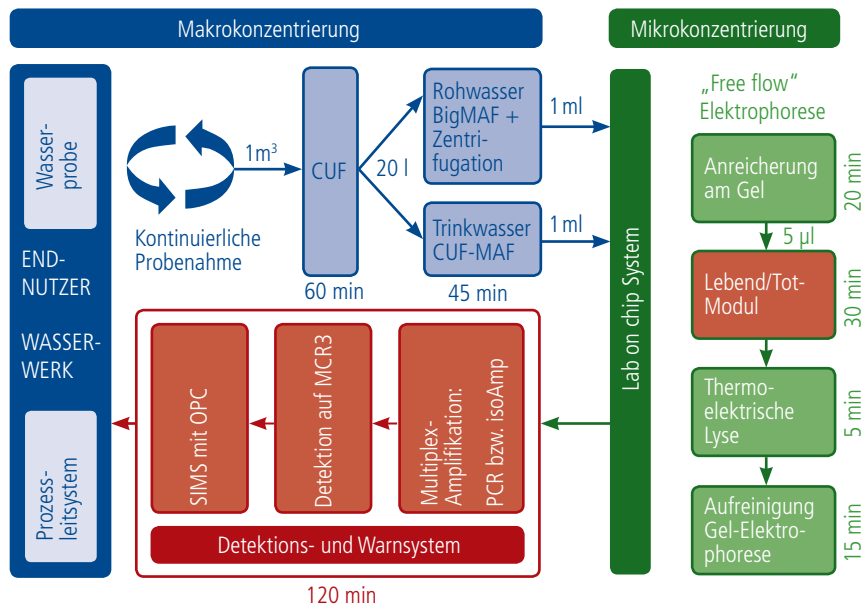 Makrokonzentrierung
Mikrokonzentrierung
Wasser-
probe
END-
NUTZER
WASSER-
WERK
Prozess-
leitsystem
Kontinuierliche
Probenahme
1m³
CUF
60 min
20 l
Rohwasser
BigMAF +
Zentri-
fugation
1 ml
Trinkwasser
CUF-MAF
1 ml
45 min
Lab on chip System
„Free flow“
Elektrophorese
Anreicherung
am Gel
20 min
5 µl
Lebend/Tot-
Modul
30 min
Thermo-
elektrische
Lyse
5 min
Aufreinigung
Gel-Elektro-
phorese
15 min
SIMS mit OPC
Detektion auf MCR3
Multiplex-
Amplifikation:
PCR bzw. isoAmp
Detektions- und Warnsystem
120 min